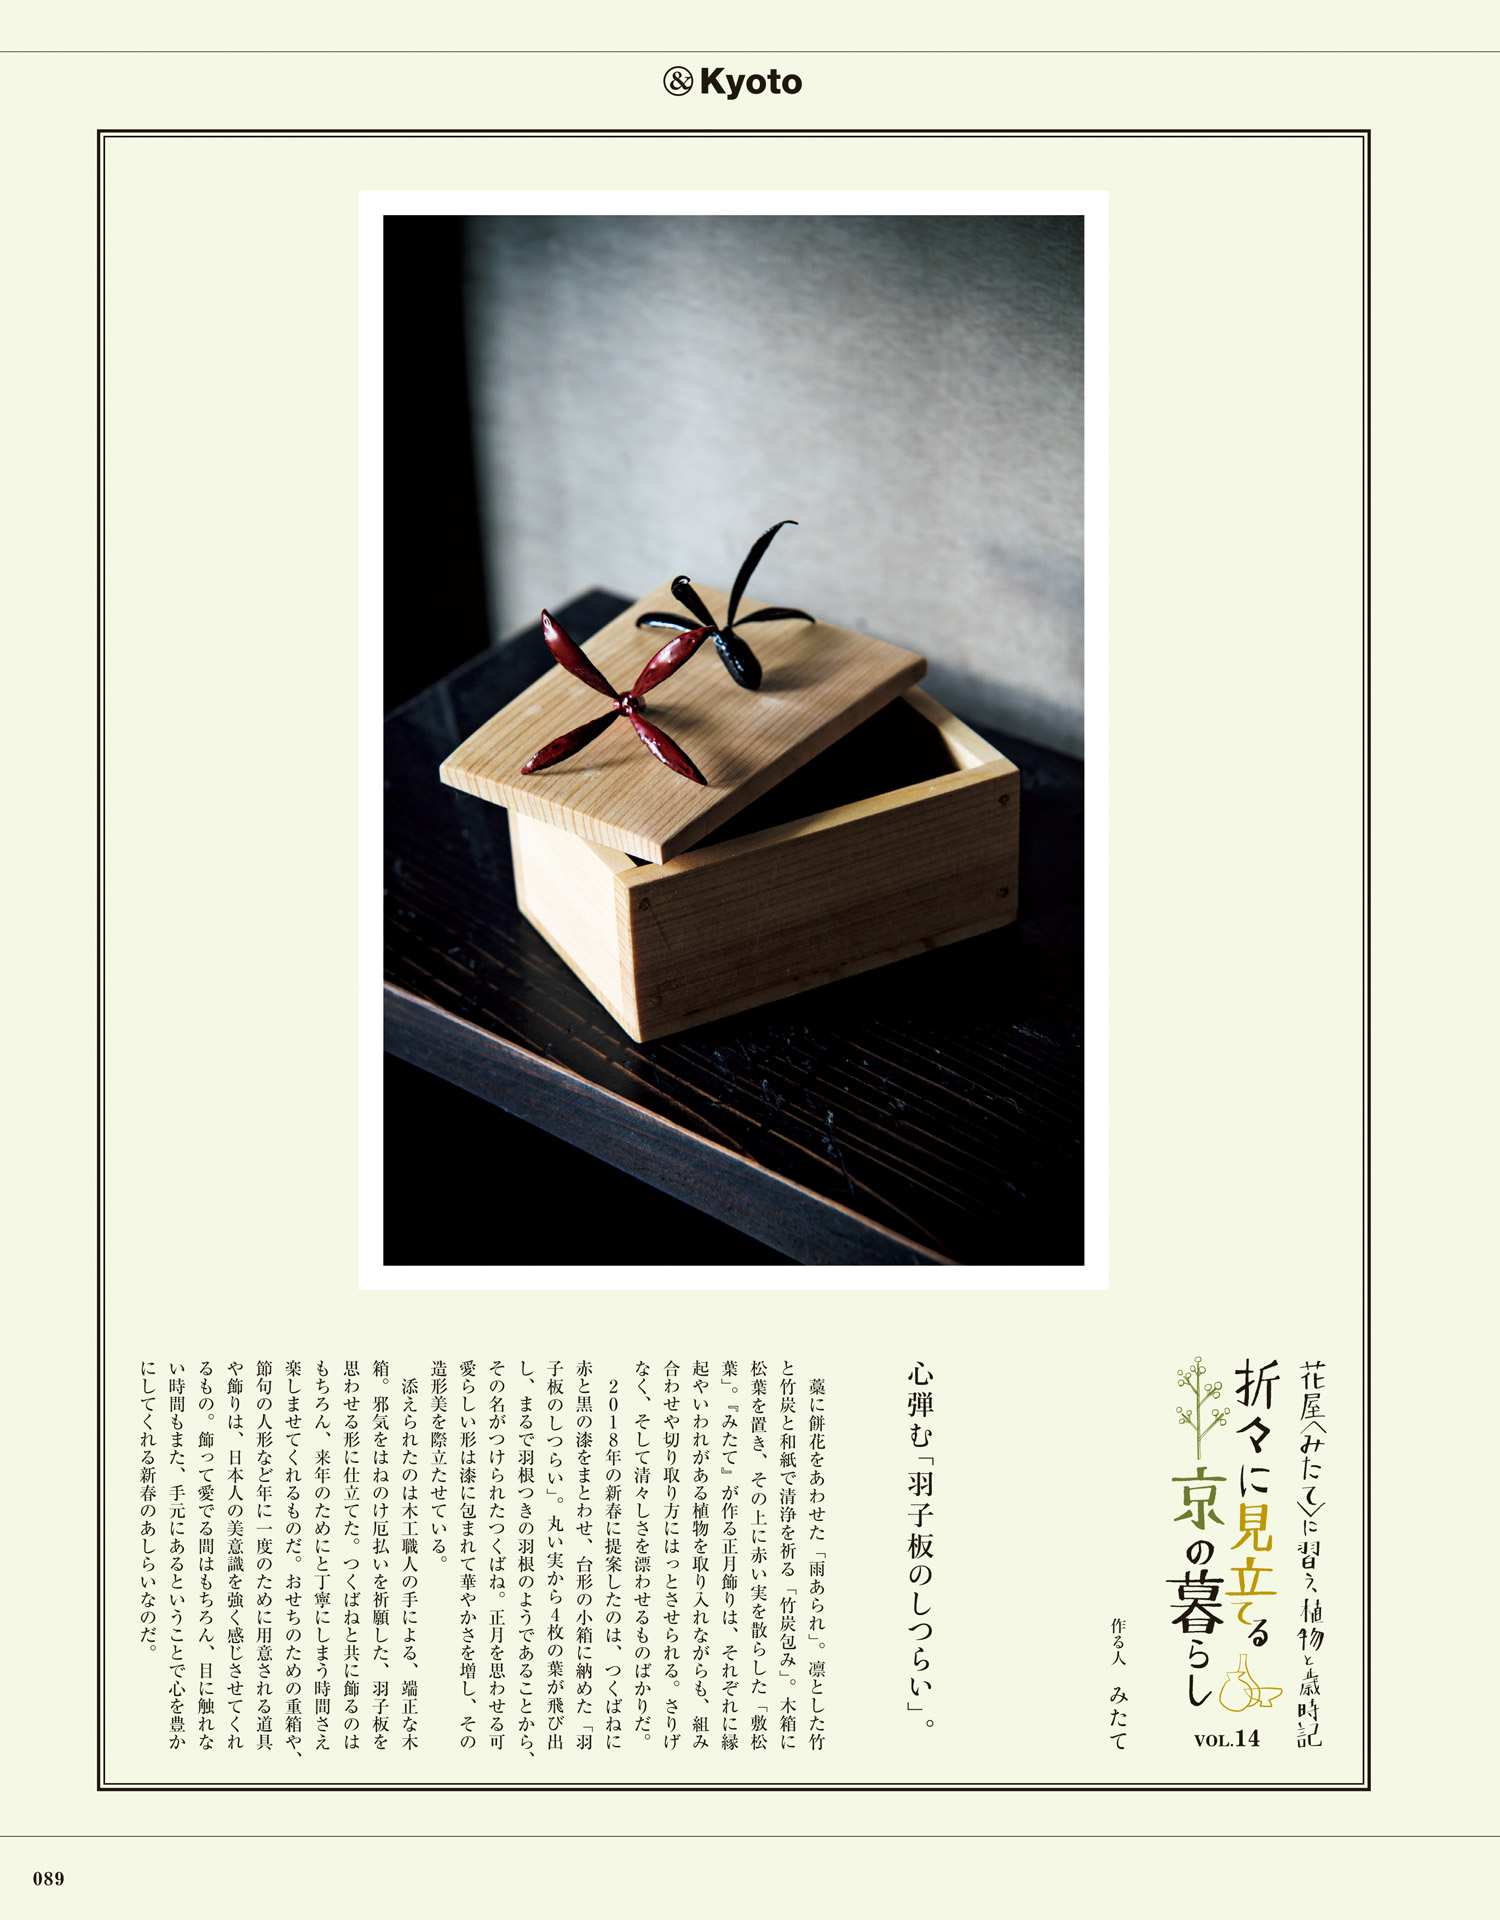 &Kyoto
花屋〈みたて〉に習う、植物と歳時記
折々に見立てる
京の暮らし
VOL.14
作る人　みたて
心弾む「羽子板のしつらい」。
藁に餅花をあわせた「雨あられ」。凛とした竹
と竹炭と和紙で清浄を祈る「竹炭包み」。木箱に
松葉を置き、その上に赤い実を散らした「敷松
葉」。『みたて』が作る正月飾りは、それぞれに縁
起やいわれがある植物を取り入れながらも、組み
合わせや切り取り方にはっとさせられる。さりげ
なく、そして清々しさを漂わせるものばかりだ。
2018年の新春に提案したのは、つくばねに
赤と黒の漆をまとわせ、台形の小箱に納めた「羽
子板のしつらい」。丸い実から4枚の葉が飛び出
し、まるで羽根つきの羽根のようであることから、
その名がつけられたつくばね。正月を思わせる可
愛らしい形は漆に包まれて華やかさを増し、その
造形美を際立たせている。
添えられたのは木工職人の手による、端正な木
箱。邪気をはねのけ厄払いを祈願した、羽子板を
思わせる形に仕立てた。つくばねと共に飾るのは
もちろん、来年のためにと丁寧にしまう時間さえ
楽しませてくれるものだ。おせちのための重箱や、
節句の人形など年に一度のために用意される道具
や飾りは、日本人の美意識を強く感じさせてくれ
るもの。飾って愛でる間はもちろん、目に触れな
い時間もまた、手元にあるということで心を豊か
にしてくれる新春のあしらいなのだ。
089